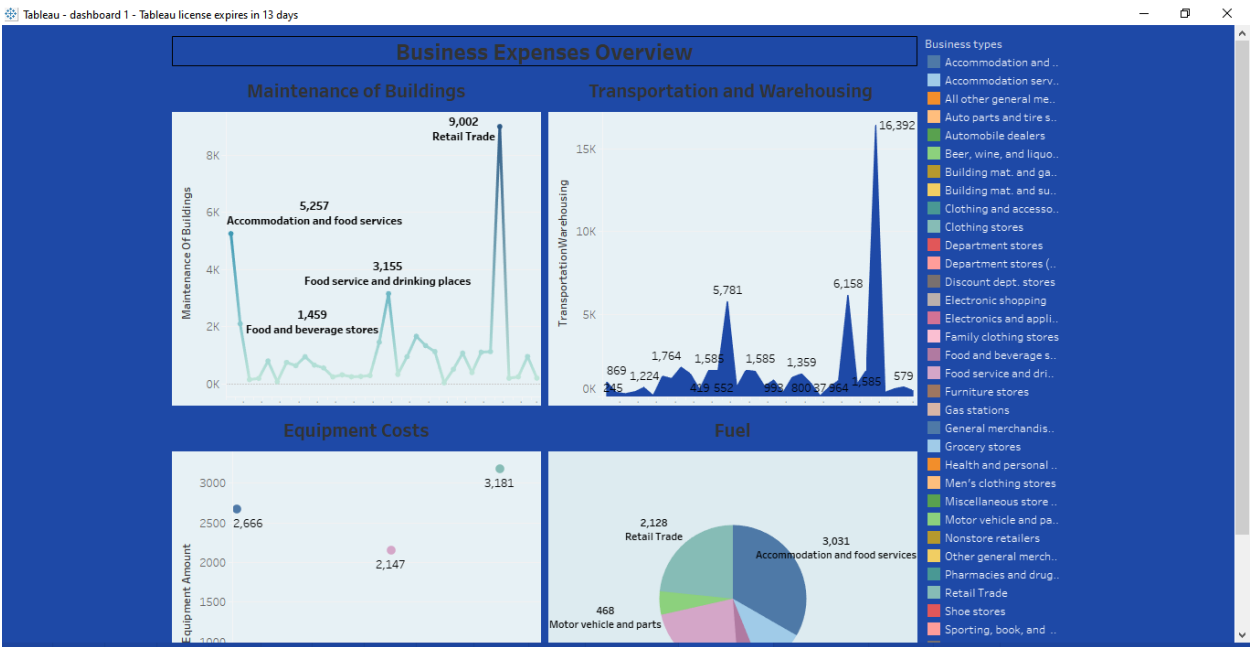 Tableau - dashboard 1 - Tableau license expires in 13 days
Business Expenses Overview
Maintenance of Buildings
9,002
Retail Trade
8K
5,257
6K
Accommodation and food services
4K
3,155
Food service and drinking places
1,459
2K
Food and beverage stores
0K
Maintenance Of Buildings
Transportation and Warehousing
16,392
15K
10K
5,781
6,158
5K
1,764
1,585
1,585
1,359
869
1,224
0K
245
419
552
993
800
37
964
1,585
579
TransportationWarehousing
Equipment Costs
3000
3,181
2500
2,666
2000
2,147
1500
1000
Equipment Amount
Fuel
2,128
Retail Trade
3,031
Accommodation and food services
468
Motor vehicle and parts
Business types
Accommodation and ..
Accommodation serv..
All other general me..
Auto parts and tire s..
Automobile dealers
Beer, wine, and liquo..
Building mat. and ga..
Building mat. and su..
Clothing and accesso..
Clothing stores
Department stores
Department stores (..
Discount dept. stores
Electronic shopping
Electronics and appli..
Family clothing stores
Food and beverage s..
Food service and dri..
Furniture stores
Gas stations
General merchandis..
Grocery stores
Health and personal ..
Men's clothing stores
Miscellaneous store ..
Motor vehicle and pa..
Nonstore retailers
Other general merch..
Pharmacies and drug..
Retail Trade
Shoe stores
Sporting, book, and ..